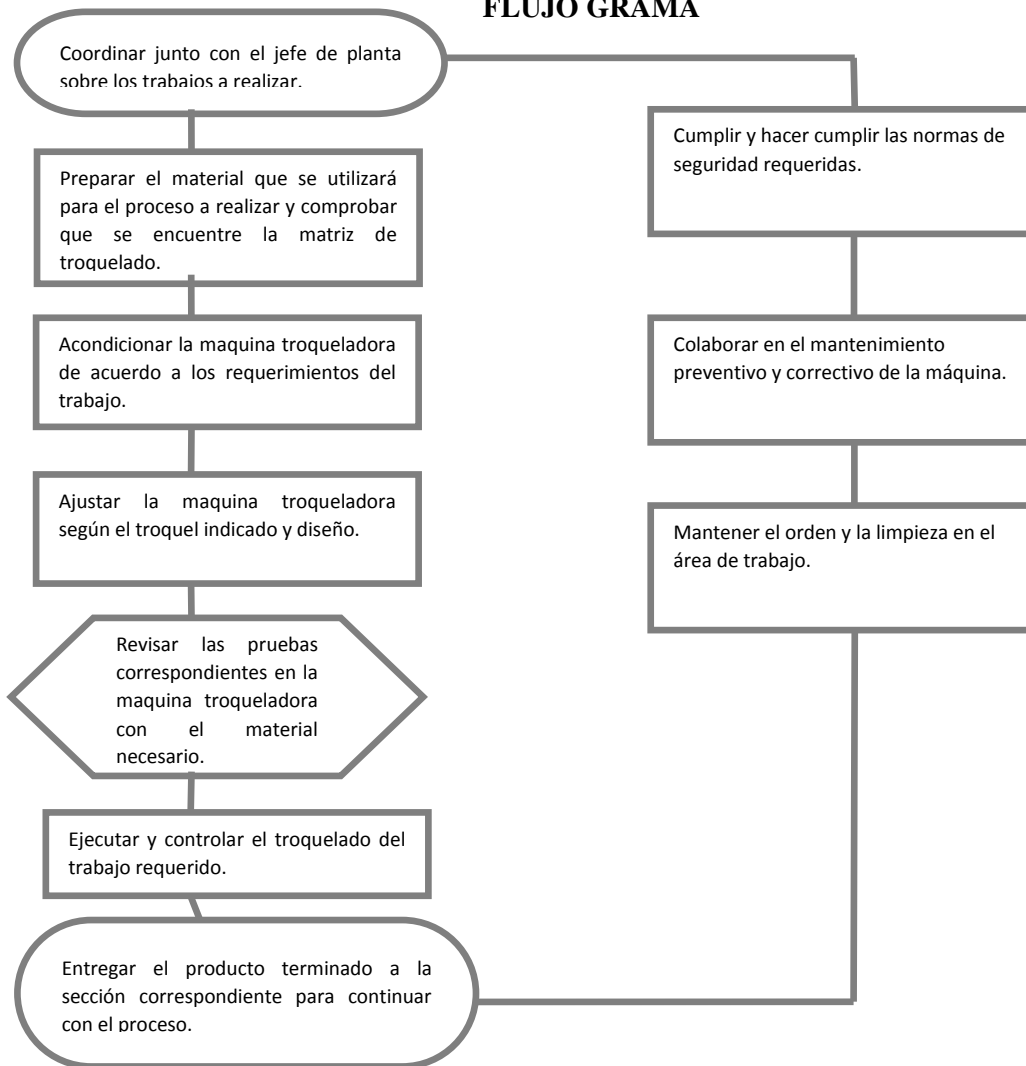 FLUJO GRAMA
Coordinar junto con el jefe de planta
sobre los trabajos a realizar.
Preparar el material que se utilizará
para el proceso a realizar y comprobar
que se encuentre la matriz de
troquelado.
Acondicionar la maquina troqueladora
de acuerdo a los requerimientos del
trabajo.
Ajustar la maquina troqueladora
según el troquel indicado y diseño.
Revisar las pruebas
correspondientes en la
maquina troqueladora
con el material
necesario.
Ejecutar y controlar el troquelado del
trabajo requerido.
Entregar el producto terminado a la
sección correspondiente para continuar
con el proceso.
Cumplir y hacer cumplir las normas de
seguridad requeridas.
Colaborar en el mantenimiento
preventivo y correctivo de la máquina.
Mantener el orden y la limpieza en el
área de trabajo.